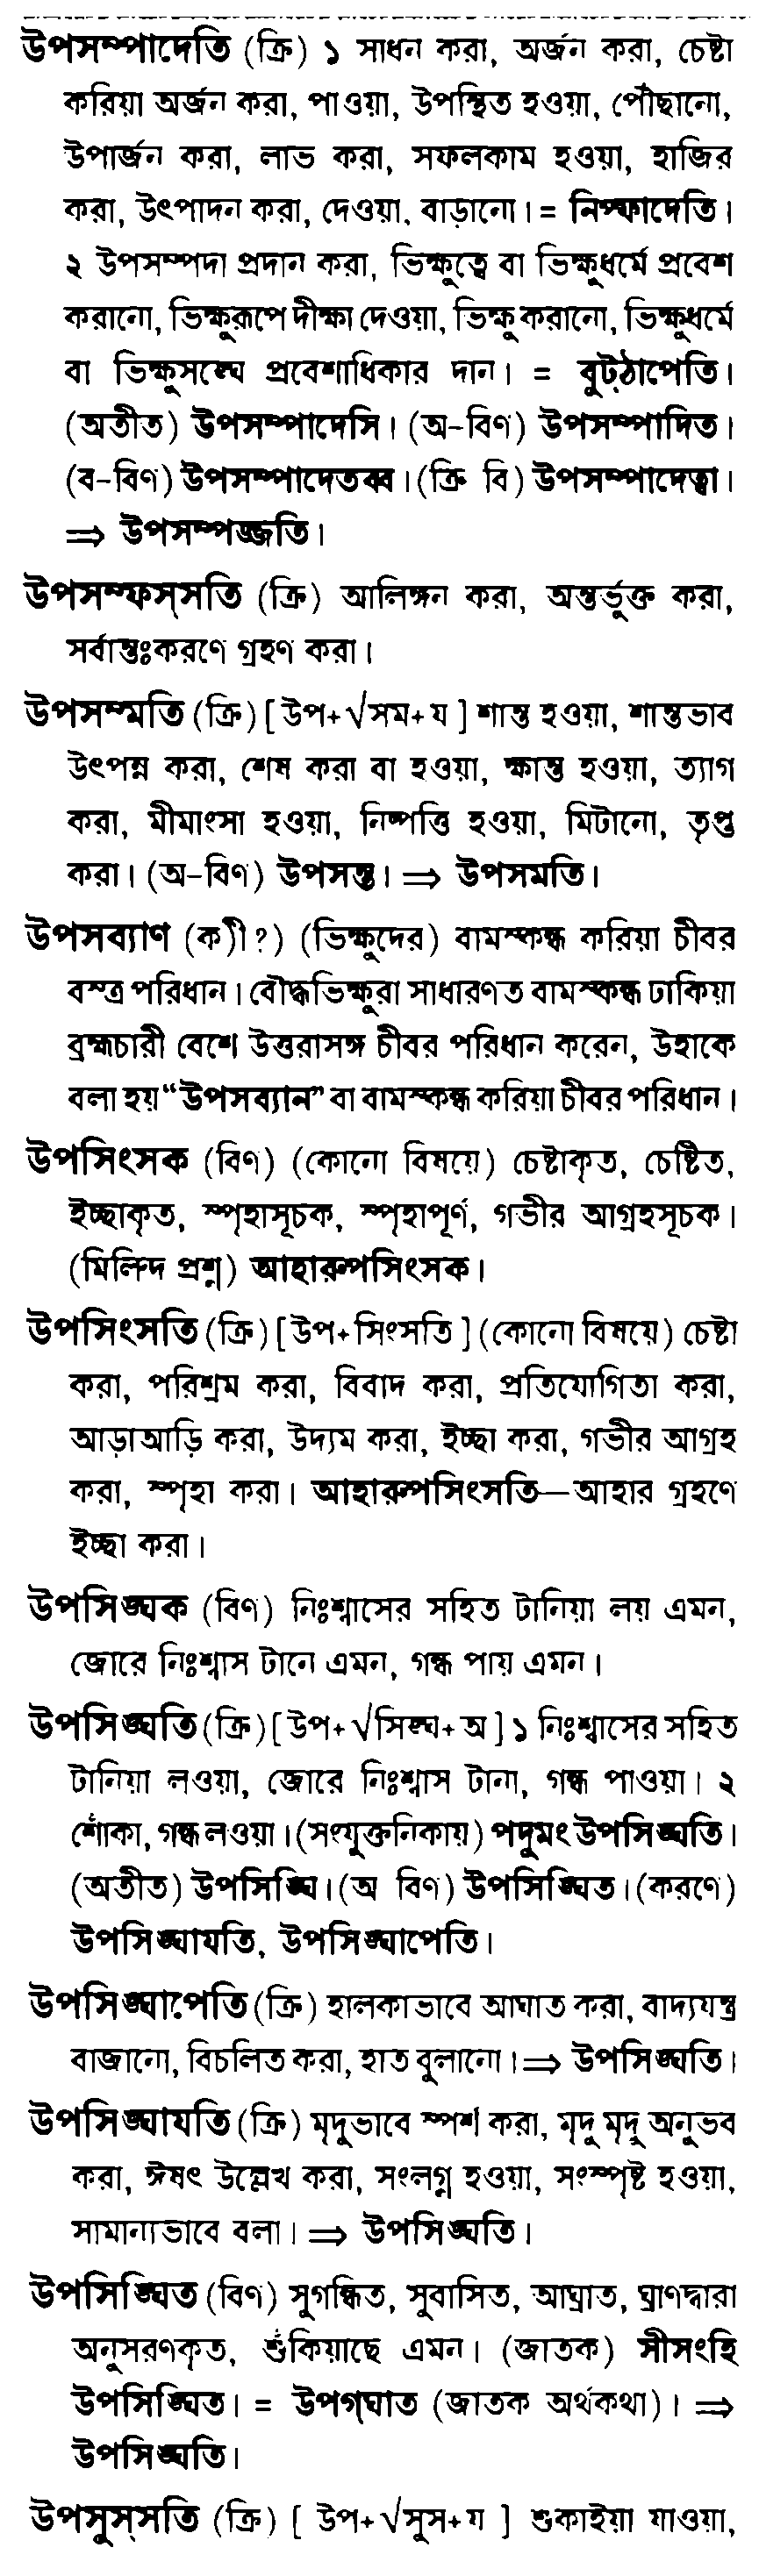 উপসম্পাদেতি (ক্রি) ১ সাধন করা, অর্জন করা, চেষ্টা
করিয়া অর্জন করা, পাওয়া, উপস্থিত হওয়া, পৌঁছানো,
উপার্জন করা, লাভ করা, সফলকাম হওয়া, হাজির
করা, উৎপাদন করা, দেওয়া, বাড়ানো। = নিপ্ফাদেতি।
২ উপসম্পদা প্রদান করা, ভিক্ষুত্বে বা ভিক্ষুধর্মে প্রবেশ
করানো, ভিক্ষুরূপে দীক্ষা দেওয়া, ভিক্ষু করানো, ভিক্ষুধর্মে
বা ভিক্ষুসঙ্ঘে প্রবেশাধিকার দান। = বুট্ঠাপেতি।
(অতীত) উপসম্পাদেসি। (অ-বিণ) উপসম্পাদিত।
(ব-বিণ) উপসম্পাদেতব্ব। (ক্রি বি) উপসম্পাদেত্বা।
⇒ উপসম্পজ্জতি।
উপসম্ফস্সতি (ক্রি) আলিঙ্গন করা, অন্তর্ভুক্ত করা,
সর্বান্তঃকরণে গ্রহণ করা।
উপসম্মতি (ক্রি) [ উপ+√সম+য ] শান্ত হওয়া, শান্তভাব
উৎপন্ন করা, শেষ করা বা হওয়া, ক্ষান্ত হওয়া, ত্যাগ
করা, মীমাংসা হওয়া, নিষ্পত্তি হওয়া, মিটানো, তৃপ্ত
করা। (অ-বিণ) উপসন্ত। ⇒ উপসমতি।
উপসব্যাণ (ক্লী?) (ভিক্ষুদের) বামস্কন্ধ করিয়া চীবর
বস্ত্র পরিধান। বৌদ্ধভিক্ষুরা সাধারণত বামস্কন্ধ ঢাকিয়া
ব্রহ্মচারী বেশে উত্তরাসঙ্গ চীবর পরিধান করেন, উহাকে
বলা হয় “উপসব্যান” বা বামস্কন্ধ করিয়া চীবর পরিধান।
উপসিংসক (বিণ) (কোনো বিষয়ে) চেষ্টাকৃত, চেষ্টিত,
ইচ্ছাকৃত, স্পৃহাসূচক, স্পৃহাপূর্ণ, গভীর আগ্রহসূচক।
(মিলিন্দ প্রশ্ন) আহারুপসিংসক।
উপসিংসতি (ক্রি) [ উপ+সিংসতি ] (কোনো বিষয়ে) চেষ্টা
করা, পরিশ্রম করা, বিবাদ করা, প্রতিযোগিতা করা,
আড়াআড়ি করা, উদ্যম করা, ইচ্ছা করা, গভীর আগ্রহ
করা, স্পৃহা করা। আহারুপসিংসতি—আহার গ্রহণে
ইচ্ছা করা।
উপসিঙ্ঘক (বিণ) নিঃশ্বাসের সহিত টানিয়া লয় এমন,
জোরে নিঃশ্বাস টানে এমন, গন্ধ পায় এমন।
উপসিঙ্ঘতি (ক্রি) [ উপ+√সিঙ্ঘ+অ ] ১ নিঃশ্বাসের সহিত
টানিয়া লওয়া, জোরে নিঃশ্বাস টানা, গন্ধ পাওয়া। ২
শোঁকা, গন্ধ লওয়া। (সংযুক্তনিকায়) পদুমং উপসিঙ্ঘতি।
(অতীত) উপসিঙ্ঘি। (অ বিণ) উপসিঙ্ঘিত। (করণে)
উপসিঙ্ঘাযতি, উপসিঙ্ঘাপেতি।
উপসিঙ্ঘাপেতি (ক্রি) হালকাভাবে আঘাত করা, বাদ্যযন্ত্র
বাজানো, বিচলিত করা, হাত বুলানো। ⇒ উপসিঙ্ঘতি।
উপসিঙ্ঘাযতি (ক্রি) মৃদুভাবে স্পর্শ করা, মৃদু মৃদু অনুভব
করা, ঈষৎ উল্লেখ করা, সংলগ্ন হওয়া, সংস্পৃষ্ট হওয়া,
সামান্যভাবে বলা। ⇒ উপসিঙ্ঘতি।
উপসিঙ্ঘিত (বিণ) সুগন্ধিত, সুবাসিত, আঘ্রাত, ঘ্রাণদ্বারা
অনুসরণকৃত, শুঁকিয়াছে এমন। (জাতক) সীসংহি
উপসিঙ্ঘিত। = উপগ্ঘাত (জাতক অর্থকথা)। ⇒
উপসিঙ্ঘতি।
উপসুস্সতি (ক্রি) [ উপ+√সুস+য ] শুকাইয়া যাওয়া,